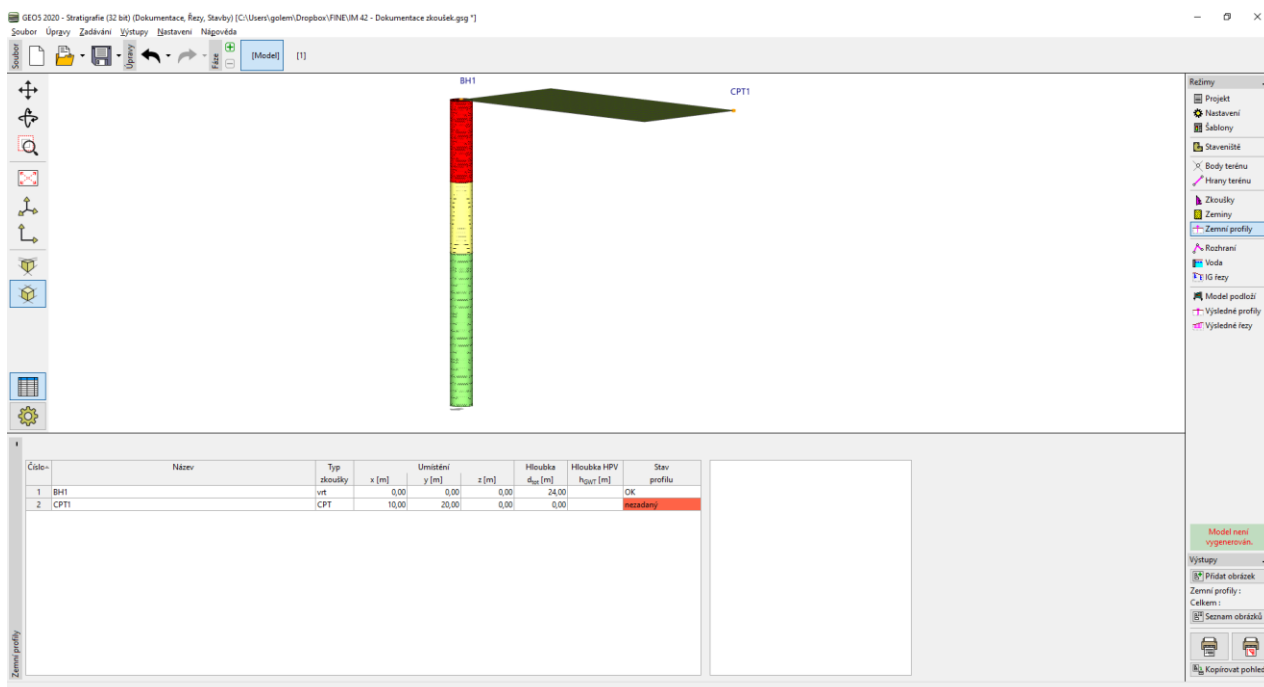 GEO5 2020 - Stratigrafie (32 bit) (Dokumentace, Řezy, Stavby) [C:\Users\golem\Dropbox\FINE\IM 42 - Dokumentace zkoušek.gsg *]
Soubor Úpravy Zadávání Výstupy Nastavení Nápověda
Soubor
Úpravy
Fáze
[Model] [1]
BH1
CPT1
Režimy
Projekt
Nastavení
Šablony
Staveniště
Body terénu
Hrany terénu
Zkoušky
Zeminy
Zemní profily
Rozhraní
Voda
IG řezy
Model podloží
Výsledné profily
Výsledné řezy
Číslo Název Typ zkoušky Umístění x [m] y [m] z [m] Hloubka dtot [m] Hloubka HPV hGWT [m] Stav profilu
1 BH1 vrt 0,00 0,00 0,00 24,00 OK
2 CPT1 CPT 10,00 20,00 0,00 0,00 nezadaný
Zemní profily
Model není
vygenerován.
Výstupy
Přidat obrázek
Zemní profily :
Celkem :
Seznam obrázků
Kopírovat pohled